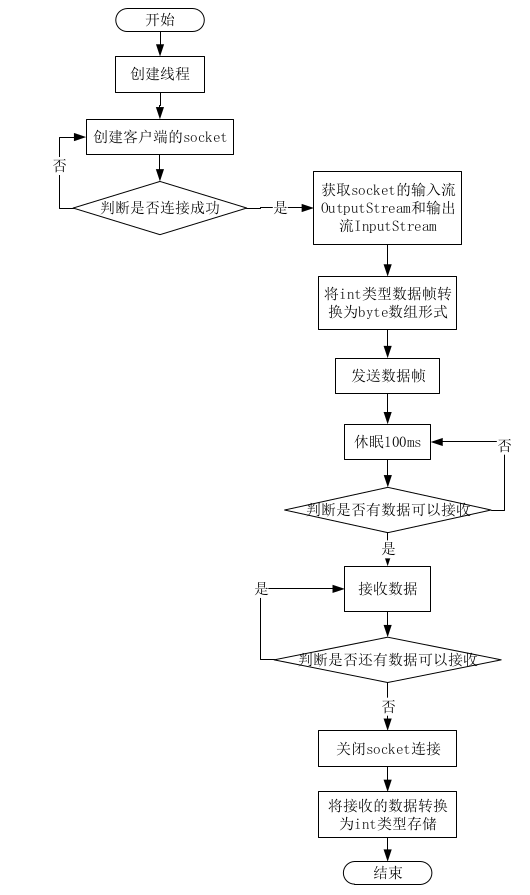 开始
创建线程
创建客户端的socket
否
判断是否连接成功
是
获取socket的输入流
OutputStream和输出
流InputStream
将int类型数据帧转
换为byte数组形式
发送数据帧
休眠100ms
否
判断是否有数据可以接收
是
接收数据
是
判断是否还有数据可以接收
否
关闭socket连接
将接收的数据转换
为int类型存储
结束